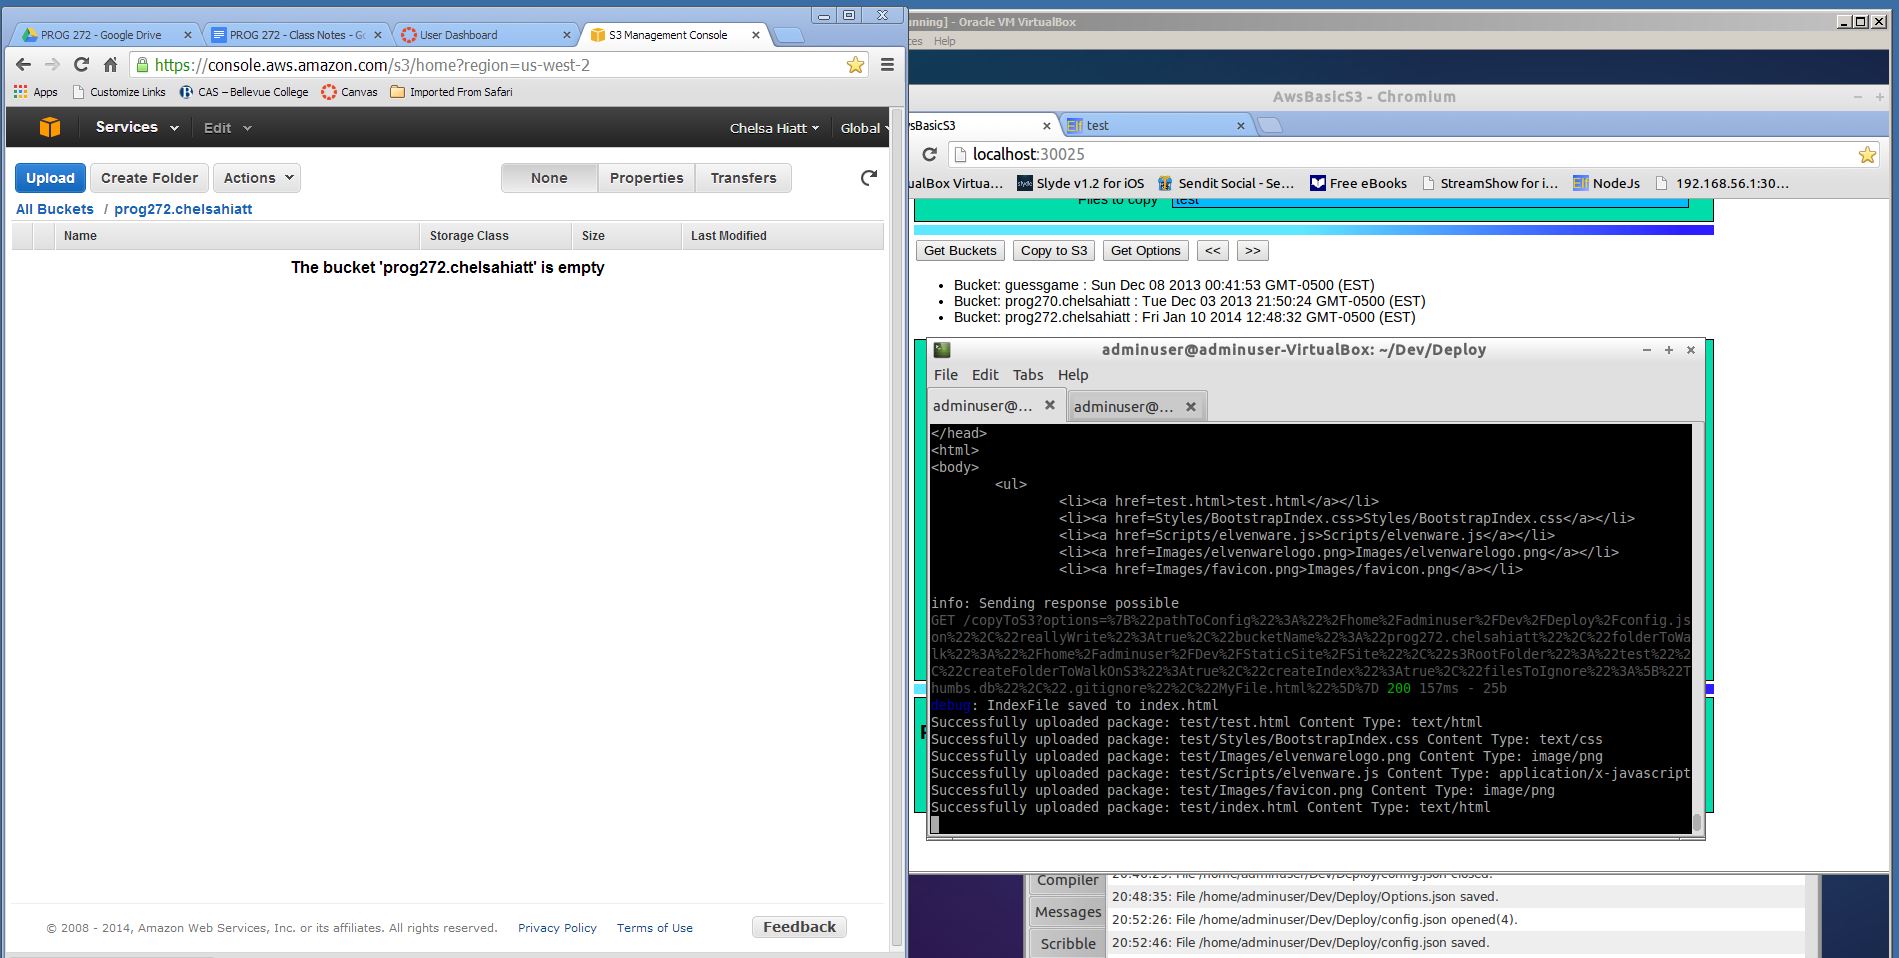 PROG 272 - Google Drive
PROG 272 - Class Notes - Go
User Dashboard
S3 Management Console
https://console.aws.amazon.com/s3/home?region=us-west-2
Apps
Customize Links
CAS – Bellevue College
Canvas
Imported From Safari
Services
Edit
Chelsa Hiatt
Global
Upload
Create Folder
Actions
None
Properties
Transfers
All Buckets / prog272.chelsahiatt
Name Storage Class Size Last Modified
The bucket 'prog272.chelsahiatt' is empty
© 2008 - 2014, Amazon Web Services, Inc. or its affiliates. All rights reserved. Privacy Policy Terms of Use Feedback
unning] - Oracle VM VirtualBox
ces Help
AwsBasicS3 - Chromium
wsBasicS3
Elf test
localhost:30025
ualBox Virtua...
slyde Slyde v1.2 for iOS
Sendit Social - Se...
Free eBooks
StreamShow for i...
Elf NodeJs
192.168.56.1:30...
Files to copy test
Get Buckets Copy to S3 Get Options << >>
• Bucket: guessgame : Sun Dec 08 2013 00:41:53 GMT-0500 (EST)
• Bucket: prog270.chelsahiatt : Tue Dec 03 2013 21:50:24 GMT-0500 (EST)
• Bucket: prog272.chelsahiatt : Fri Jan 10 2014 12:48:32 GMT-0500 (EST)
adminuser@adminuser-VirtualBox: ~/Dev/Deploy
File Edit Tabs Help
adminuser@...
adminuser@...
</head>
<html>
<body>
<ul>
<li><a href=test.html>test.html</a></li>
<li><a href=Styles/BootstrapIndex.css>Styles/BootstrapIndex.css</a></li>
<li><a href=Scripts/elvenware.js>Scripts/elvenware.js</a></li>
<li><a href=Images/elvenwarelogo.png>Images/elvenwarelogo.png</a></li>
<li><a href=Images/favicon.png>Images/favicon.png</a></li>
info: Sending response possible
GET /copyToS3?options=%7B%22pathToConfig%22%3A%22%2Fhome%2Fadminuser%2FDev%2FDeploy%2Fconfig.js
on%22%2C%22reallyWrite%22%3Atrue%2C%22bucketName%22%3A%22prog272.chelsahiatt%22%2C%22folderToWa
lk%22%3A%22%2Fhome%2Fadminuser%2FDev%2FStaticSite%2FSite%22%2C%22s3RootFolder%22%3A%22test%22%2
C%22createFolderToWalkOnS3%22%3Atrue%2C%22createIndex%22%3Atrue%2C%22filesToIgnore%22%3A%5B%22T
humbs.db%22%2C%22.gitignore%22%2C%22MyFile.html%22%5D%7D 200 157ms - 25b
debug: IndexFile saved to index.html
Successfully uploaded package: test/test.html Content Type: text/html
Successfully uploaded package: test/Styles/BootstrapIndex.css Content Type: text/css
Successfully uploaded package: test/Images/elvenwarelogo.png Content Type: image/png
Successfully uploaded package: test/Scripts/elvenware.js Content Type: application/x-javascript
Successfully uploaded package: test/Images/favicon.png Content Type: image/png
Successfully uploaded package: test/index.html Content Type: text/html
Compiler
Messages
Scribble
20:46:29: File /home/adminuser/Dev/Deploy/config.json closed.
20:48:35: File /home/adminuser/Dev/Deploy/Options.json saved.
20:52:26: File /home/adminuser/Dev/Deploy/config.json opened(4).
20:52:46: File /home/adminuser/Dev/Deploy/config.json saved.